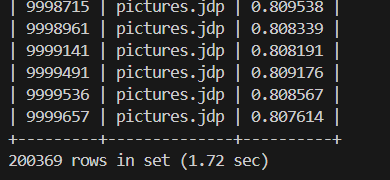 | 9998715 | pictures.jdp | 0.809538 |
| 9998961 | pictures.jdp | 0.808339 |
| 9999141 | pictures.jdp | 0.808191 |
| 9999491 | pictures.jdp | 0.809176 |
| 9999536 | pictures.jdp | 0.808567 |
| 9999657 | pictures.jdp | 0.807614 |
+---------+--------------+----------+
200369 rows in set (1.72 sec)